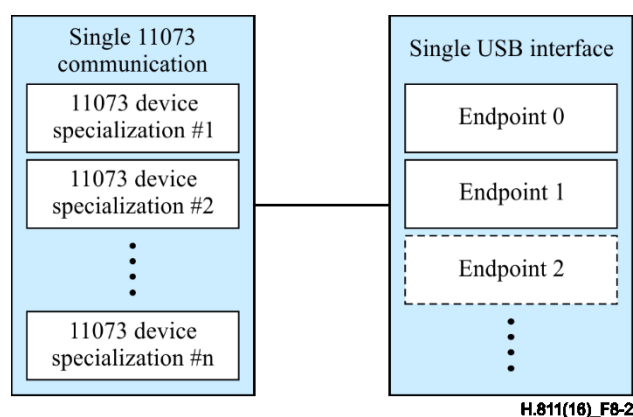 Single 11073
communication
11073 device
specialization #1
11073 device
specialization #2
11073 device
specialization #n
Single USB interface
Endpoint 0
Endpoint 1
Endpoint 2
H.811(16)_F8-2